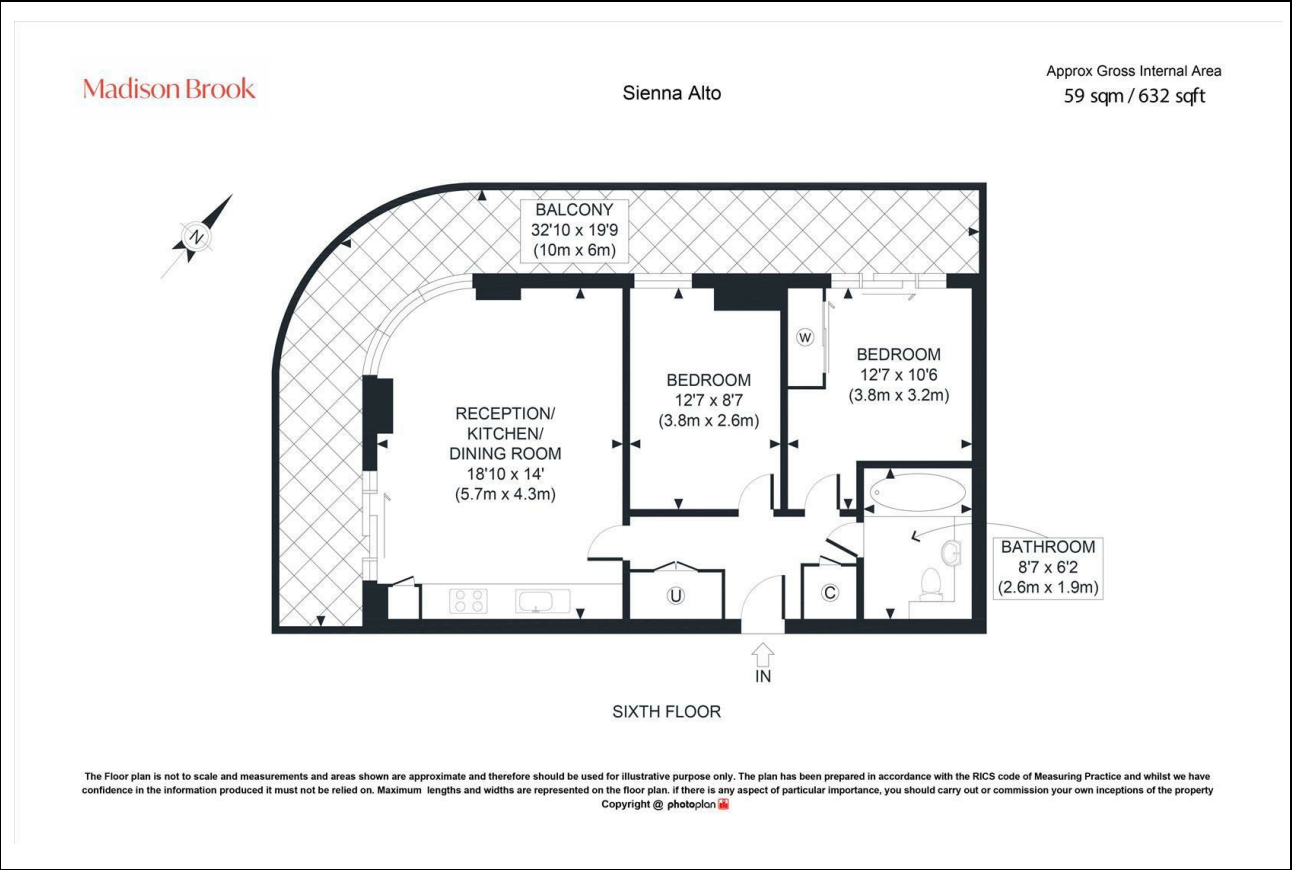 Madison Brook
Sienna Alto
Approx Gross Internal Area
59 sqm / 632 sqft
N
BALCONY
32'10 x 19'9
(10m x 6m)
W
BEDROOM
12'7 x 10'6
(3.8m x 3.2m)
BEDROOM
12'7 x 8'7
(3.8m x 2.6m)
RECEPTION/
KITCHEN/
DINING ROOM
18'10 x 14'
(5.7m x 4.3m)
BATHROOM
8'7 x 6'2
(2.6m x 1.9m)
U
C
IN
SIXTH FLOOR
The Floor plan is not to scale and measurements and areas shown are approximate and therefore should be used for illustrative purpose only. The plan has been prepared in accordance with the RICS code of Measuring Practice and whilst we have
confidence in the information produced it must not be relied on. Maximum lengths and widths are represented on the floor plan. if there is any aspect of particular importance, you should carry out or commission your own inceptions of the property
Copyright @ photoplan